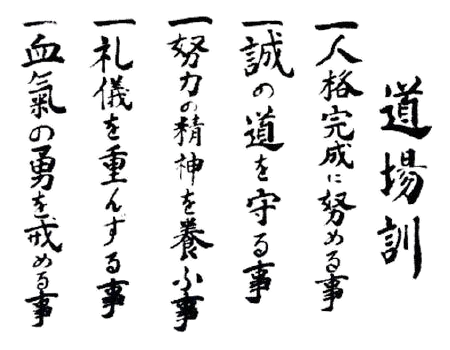 道場訓
一人格完成に努める事
一誠の道を守る事
一努力の精神を養ふ事
一礼儀を重んずる事
一血氣の勇を戒める事